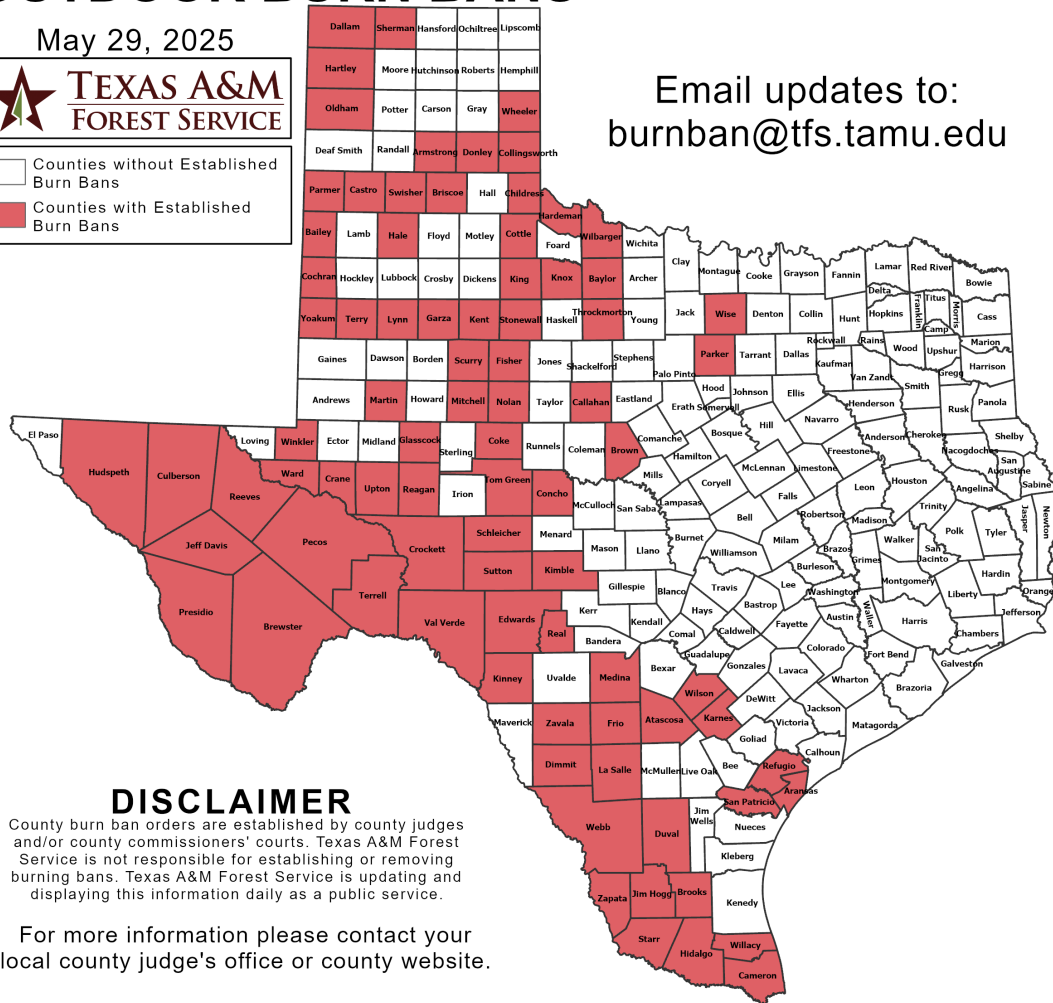 OUTDOOR BURN BANS
May 29, 2025
TEXAS A&M
FOREST SERVICE
Counties without Established
Burn Bans
Counties with Established
Burn Bans
Email updates to:
burnban@tfs.tamu.edu
Dallam Sherman Hansford Ochiltree Lipscomb
Hartley Moore Hutchinson Roberts Hemphill
Oldham Potter Carson Gray Wheeler
Deaf Smith Randall Armstrong Donley Collingsworth
Parmer Castro Swisher Briscoe Hall Childress
Hardeman
Bailey Lamb Hale Floyd Motley Cottle Foard Wilbarger Wichita
Clay Montague Cooke Grayson Fannin Lamar Red River Bowie
Cochran Hockley Lubbock Crosby Dickens King Knox Baylor Archer
Delta Franklin Titus Morris Cass
Yoakum Terry Lynn Garza Kent Stonewall Haskell Throckmorton Young Jack Wise Denton Collin Hunt Hopkins Camp
Rockwall Rains Wood Upshur Marion
Gaines Dawson Borden Scurry Fisher Jones Shackelford Stephens Palo Pinto Parker Tarrant Dallas Kaufman Van Zandt Smith Gregg Harrison
Andrews Martin Howard Mitchell Nolan Taylor Callahan Eastland Erath Hood Somervell Johnson Ellis Henderson Rusk Panola
El Paso Loving Winkler Ector Midland Glasscock Sterling Coke Runnels Coleman Brown Comanche Bosque Hill Navarro Anderson Cherokee Nacogdoches Shelby
Hudspeth Culberson Reeves Ward Crane Upton Reagan Irion Tom Green Concho McCulloch San Saba Mills Hamilton Coryell McLennan Limestone Freestone Leon Houston Angelina San Augustine Sabine
Jeff Davis Pecos Crockett Schleicher Menard Mason Llano Lampasas Burnet Bell Falls Robertson Madison Trinity Walker Polk Tyler Jasper Newton
Presidio Brewster Terrell Sutton Kimble Gillespie Blanco Williamson Milam Brazos Grimes San Jacinto Hardin Orange
Val Verde Edwards Real Kerr Kendall Bandera Hays Travis Bastrop Lee Burleson Washington Montgomery Liberty Jefferson
Comal Caldwell Fayette Austin Waller Harris Chambers
Kinney Uvalde Medina Bexar Guadalupe Gonzales Lavaca Colorado Fort Bend Galveston
Wilson Wharton Brazoria
Maverick Zavala Frio Atascosa Karnes DeWitt Victoria Jackson Matagorda
Goliad Calhoun
Dimmit La Salle McMullen Live Oak Bee Refugio
Aransas
San Patricio
Webb Duval Jim Wells Nueces
Kleberg
Zapata Jim Hogg Brooks Kenedy
Starr Hidalgo Willacy
Cameron
DISCLAIMER
County burn ban orders are established by county judges
and/or county commissioners' courts. Texas A&M Forest
Service is not responsible for establishing or removing
burning bans. Texas A&M Forest Service is updating and
displaying this information daily as a public service.
For more information please contact your
local county judge's office or county website.